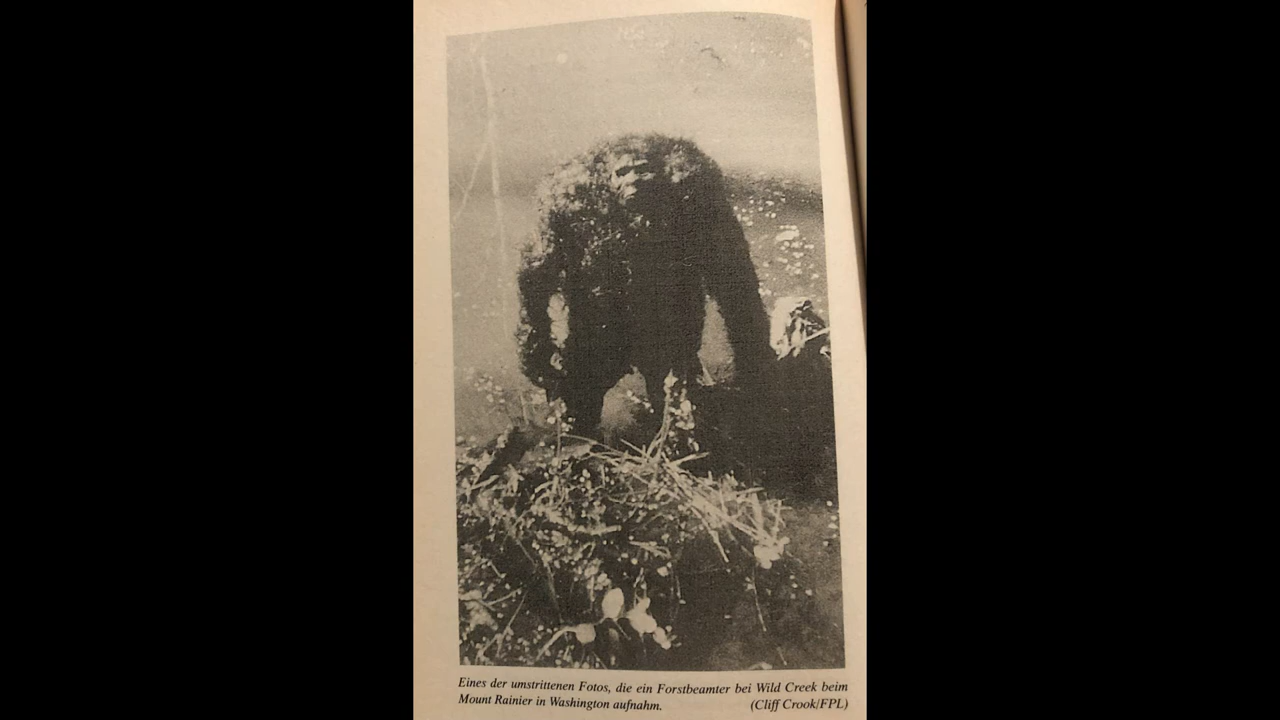 Eines der umstrittenen Fotos, die ein Forstbeamter bei Wild Creek beim
Mount Rainier in Washington aufnahm. (Cliff Crook/FPL)